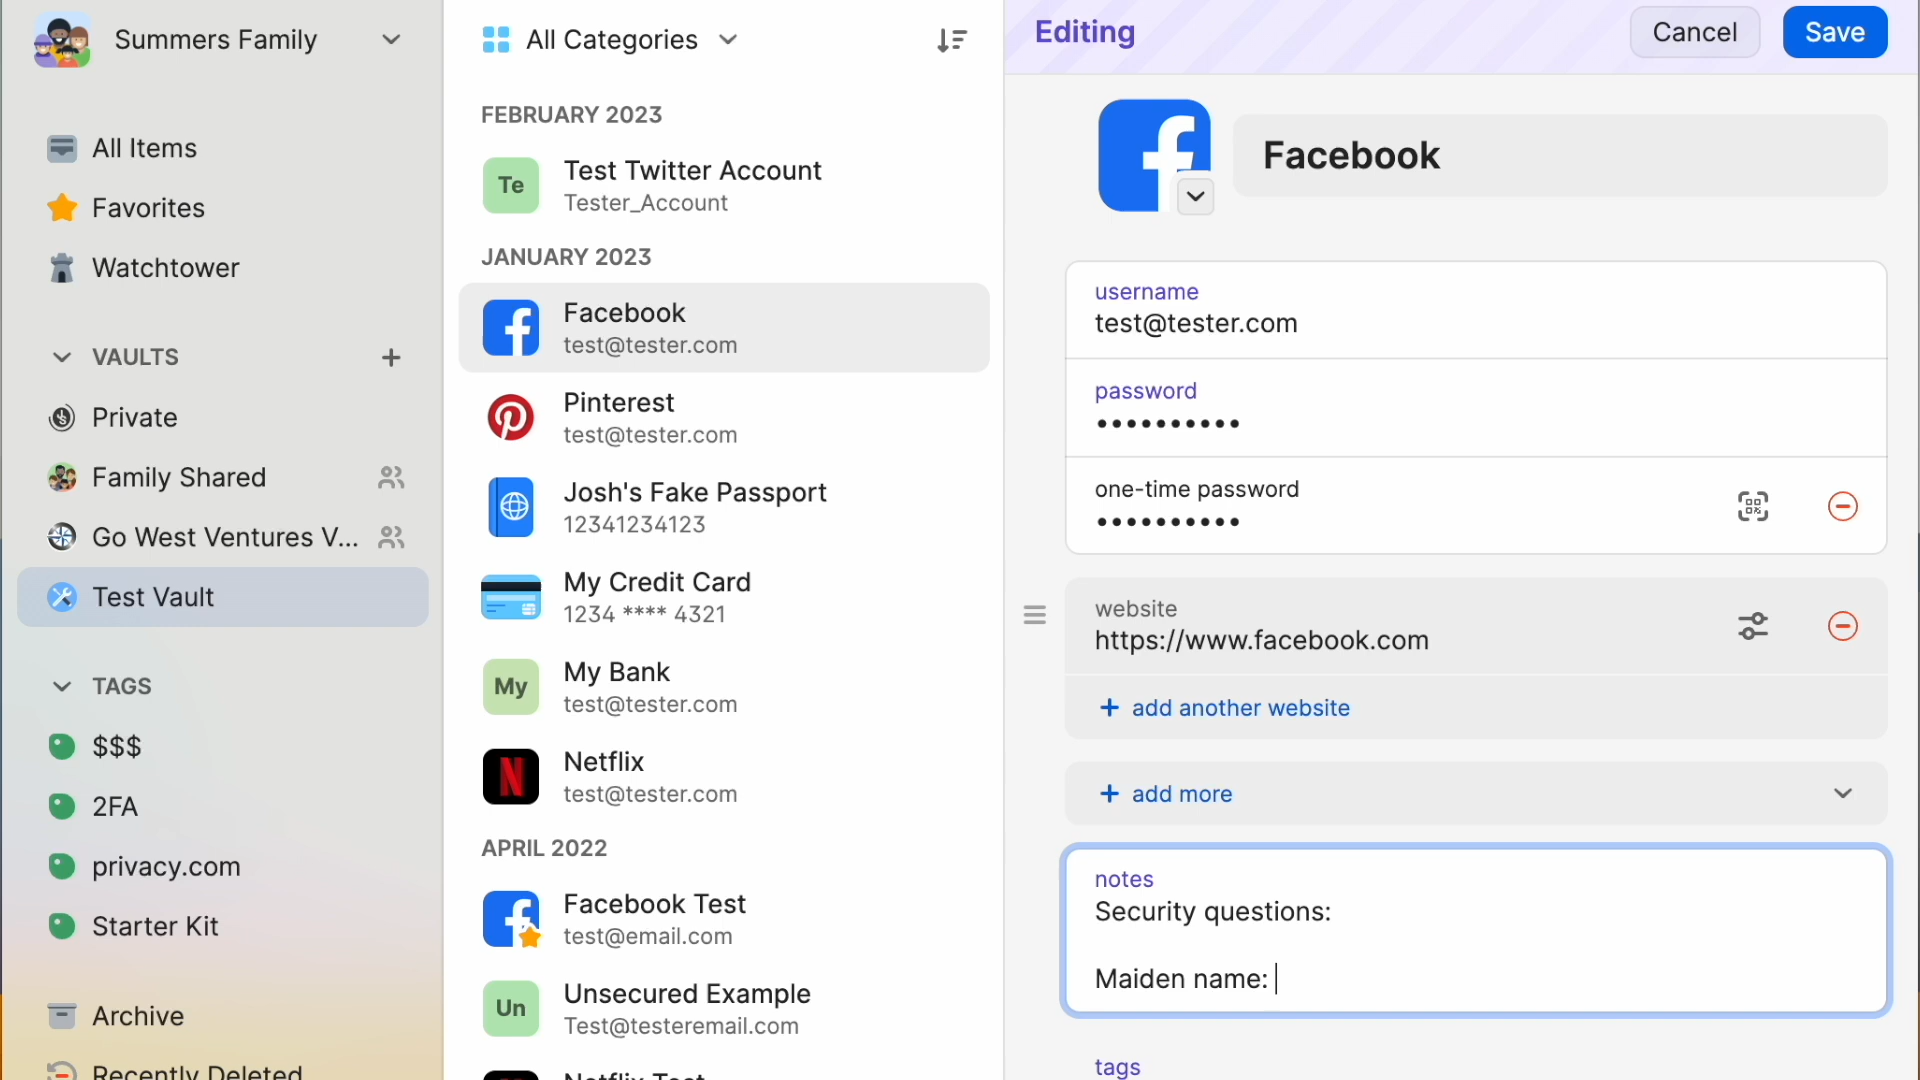 Summers Family
All Items
Favorites
Watchtower
VAULTS
Private
Family Shared
Go West Ventures V...
Test Vault
TAGS
$$$
2FA
privacy.com
Starter Kit
Archive
Recently Deleted
All Categories
FEBRUARY 2023
Te
Test Twitter Account
Tester_Account
JANUARY 2023
Facebook
test@tester.com
Pinterest
test@tester.com
Josh's Fake Passport
12341234123
My Credit Card
1234 **** 4321
My
My Bank
test@tester.com
Netflix
test@tester.com
APRIL 2022
Facebook Test
test@email.com
Un
Unsecured Example
Test@testeremail.com
Netflix Test
Editing
Cancel
Save
Facebook
username
test@tester.com
password
••••••••••
one-time password
••••••••••
website
https://www.facebook.com
+ add another website
+ add more
notes
Security questions:
Maiden name:
tags